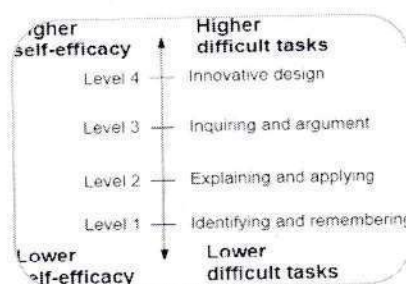 igher Higher
self-efficacy difficult tasks
Level 4 Innovative design
Level 3 Inquiring and argument
Level 2 Explaining and applying
Level 1 Identifying and remembering
Lower Lower
elf-efficacy difficult tasks